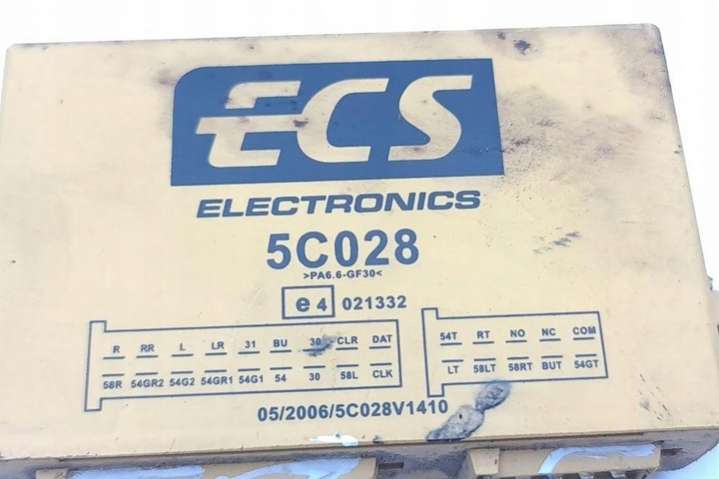 ECS
ELECTRONICS
5C028
>PA6.6-GF30<
e4 021332
R RR L LR 31 BU 30 CLR DAT
58R 54GR2 54G2 54GR1 54G1 54 30 58L CLK
54T RT NO NC COM
LT 58LT 58RT BUT 54GT
05/2006/5C028V1410